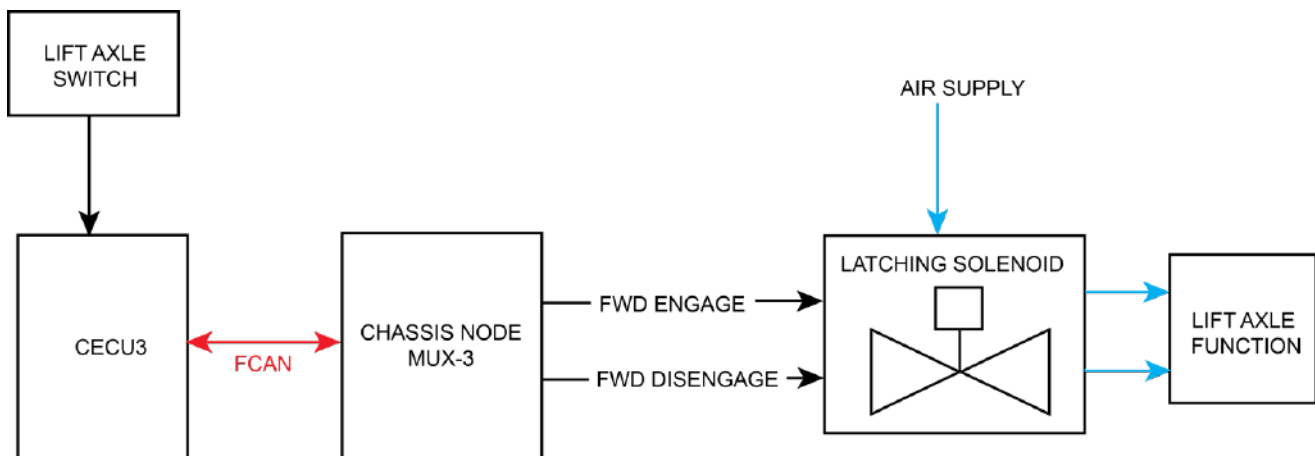 LIFT AXLE
SWITCH
AIR SUPPLY
LATCHING SOLENOID
FWD ENGAGE
LIFT AXLE
FUNCTION
CECU3
FCAN
CHASSIS NODE
MUX-3
FWD DISENGAGE